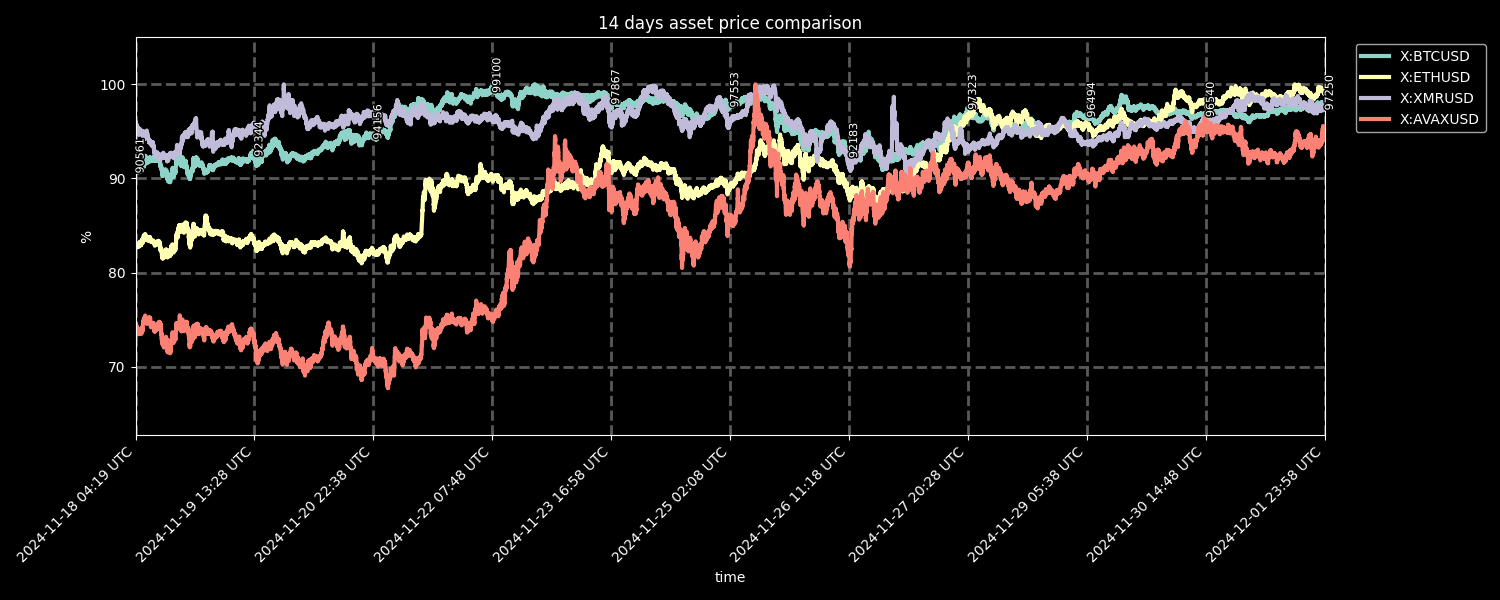 14 days asset price comparison
X:BTCUSD
X:ETHUSD
X:XMRUSD
X:AVAXUSD
100
90
80
70
%
90561
92344
94156
99100
97867
97553
92183
97323
96494
96540
97250
2024-11-18 04:19 UTC
2024-11-19 13:28 UTC
2024-11-20 22:38 UTC
2024-11-22 07:48 UTC
2024-11-23 16:58 UTC
2024-11-25 02:08 UTC
2024-11-26 11:18 UTC
2024-11-27 20:28 UTC
2024-11-29 05:38 UTC
2024-11-30 14:48 UTC
2024-12-01 23:58 UTC
time